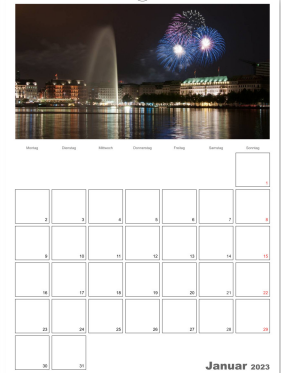 Montag Dienstag Mittwoch Donnerstag Freitag Samstag Sonntag
1
2 3 4 5 6 7 8
9 10 11 12 13 14 15
16 17 18 19 20 21 22
23 24 25 26 27 28 29
30 31
Januar 2023